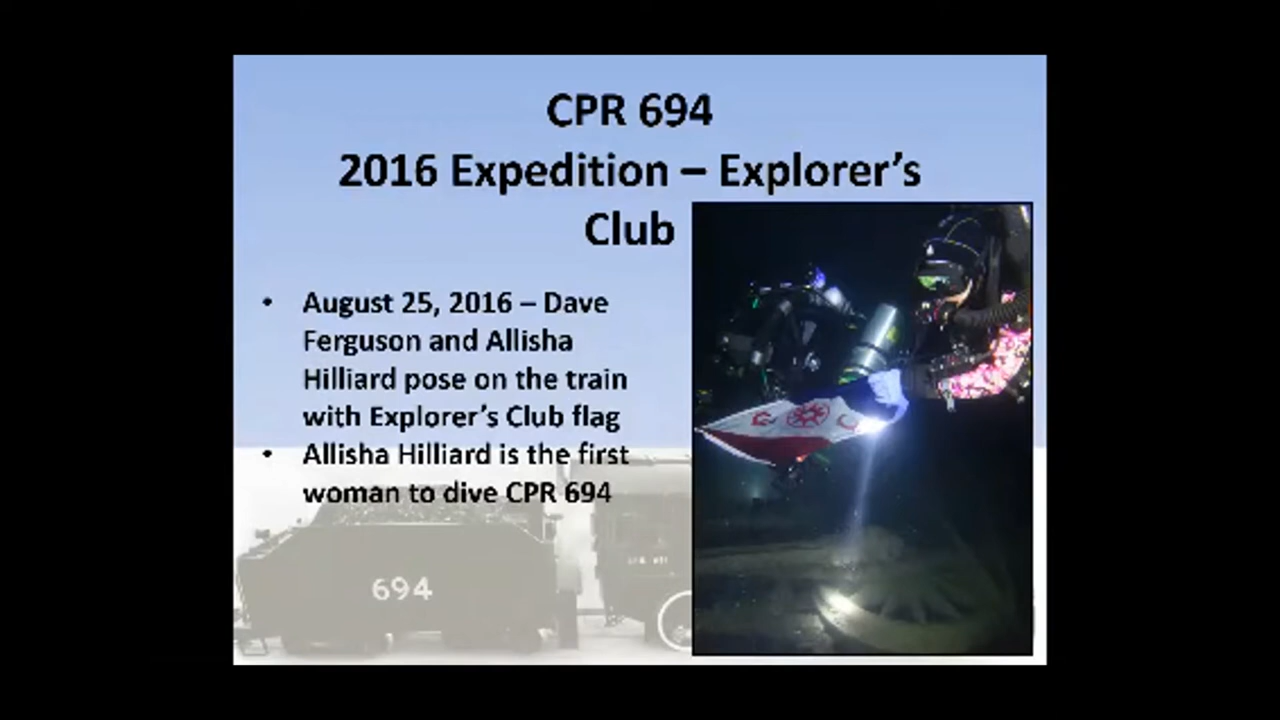 CPR 694
2016 Expedition – Explorer's
Club
• August 25, 2016 – Dave
Ferguson and Allisha
Hilliard pose on the train
with Explorer's Club flag
• Allisha Hilliard is the first
woman to dive CPR 694
694